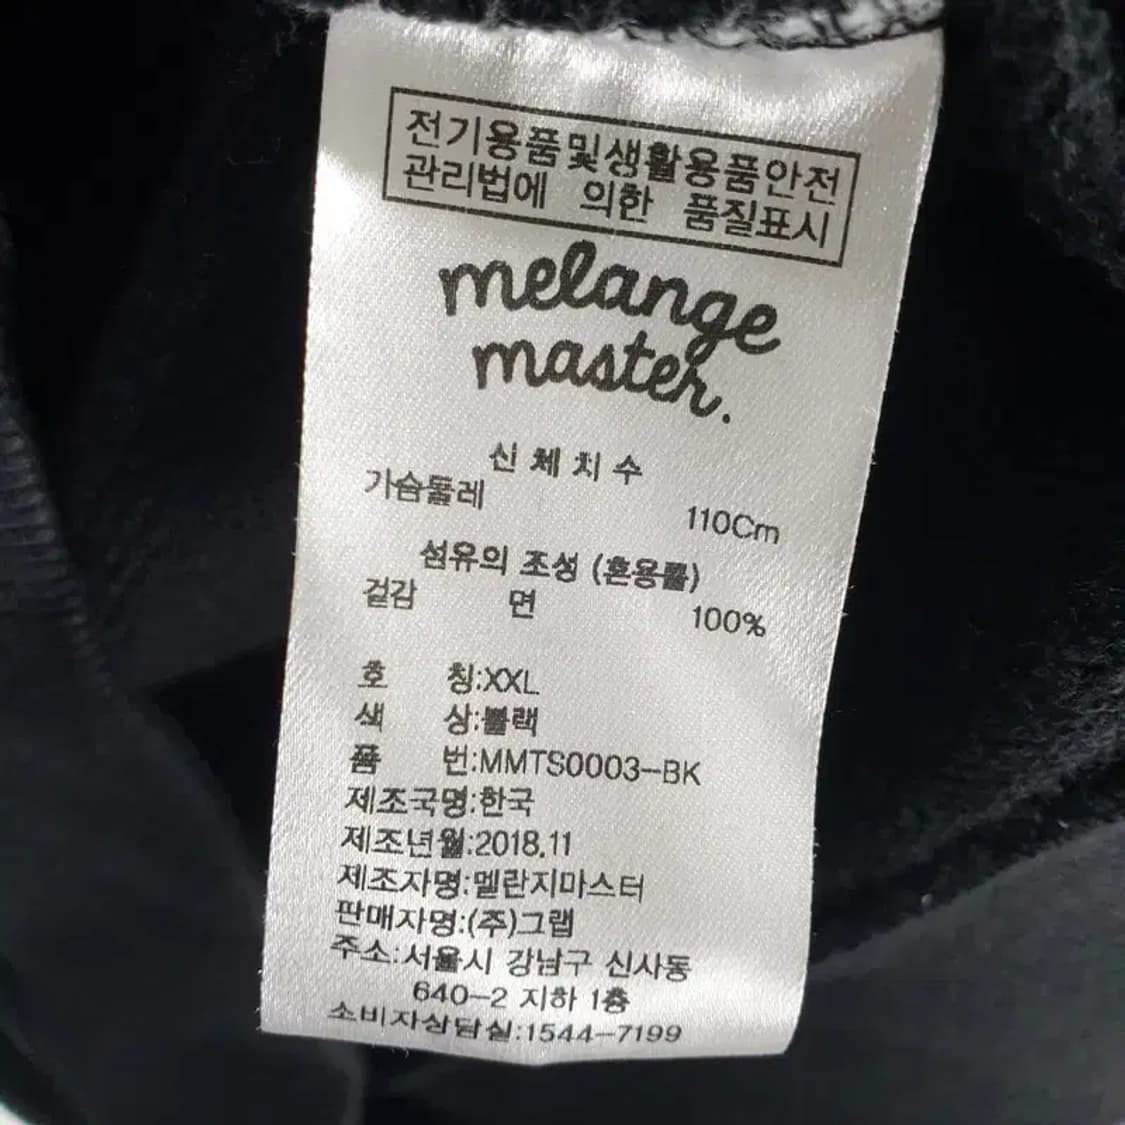 전기용품및생활용품안전
관리법에 의한 품질표시
melange
master.
신체치수
가슴둘레 110Cm
섬유의 조성 (혼용률)
겉감 면 100%
호 칭:XXL
색 상:블랙
품 번:MMTS0003-BK
제조국명:한국
제조년월:2018.11
제조자명:멜란지마스터
판매자명:(주)그랩
주소:서울시 강남구 신사동
640-2 지하 1층
소비자상담실:1544-7199